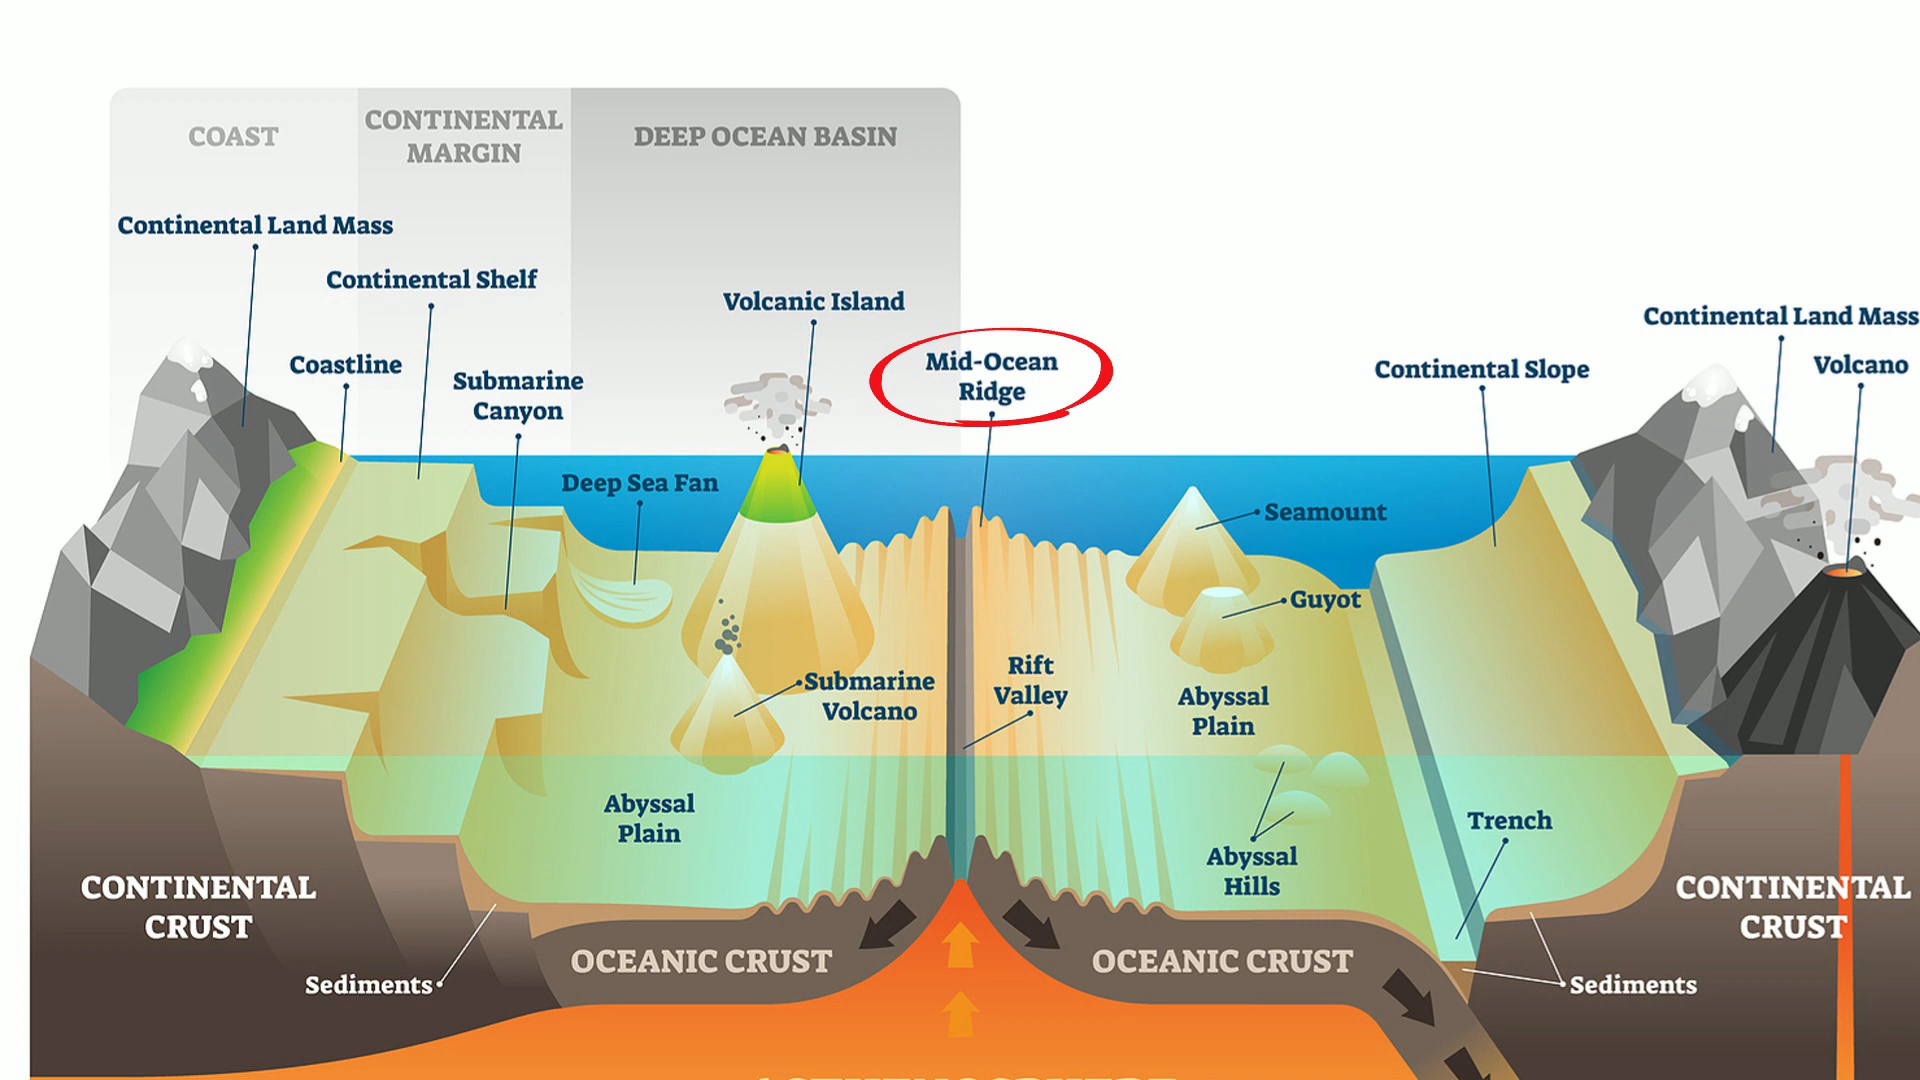 COAST
CONTINENTAL
MARGIN
DEEP OCEAN BASIN
Continental Land Mass
Continental Shelf
Volcanic Island
Continental Land Mass
Coastline
Submarine
Canyon
Mid-Ocean
Ridge
Continental Slope
Volcano
Deep Sea Fan
Seamount
Guyot
Submarine
Volcano
Rift
Valley
Abyssal
Plain
Abyssal
Plain
Trench
Abyssal
Hills
CONTINENTAL
CRUST
CONTINENTAL
CRUST
OCEANIC CRUST
OCEANIC CRUST
Sediments
Sediments